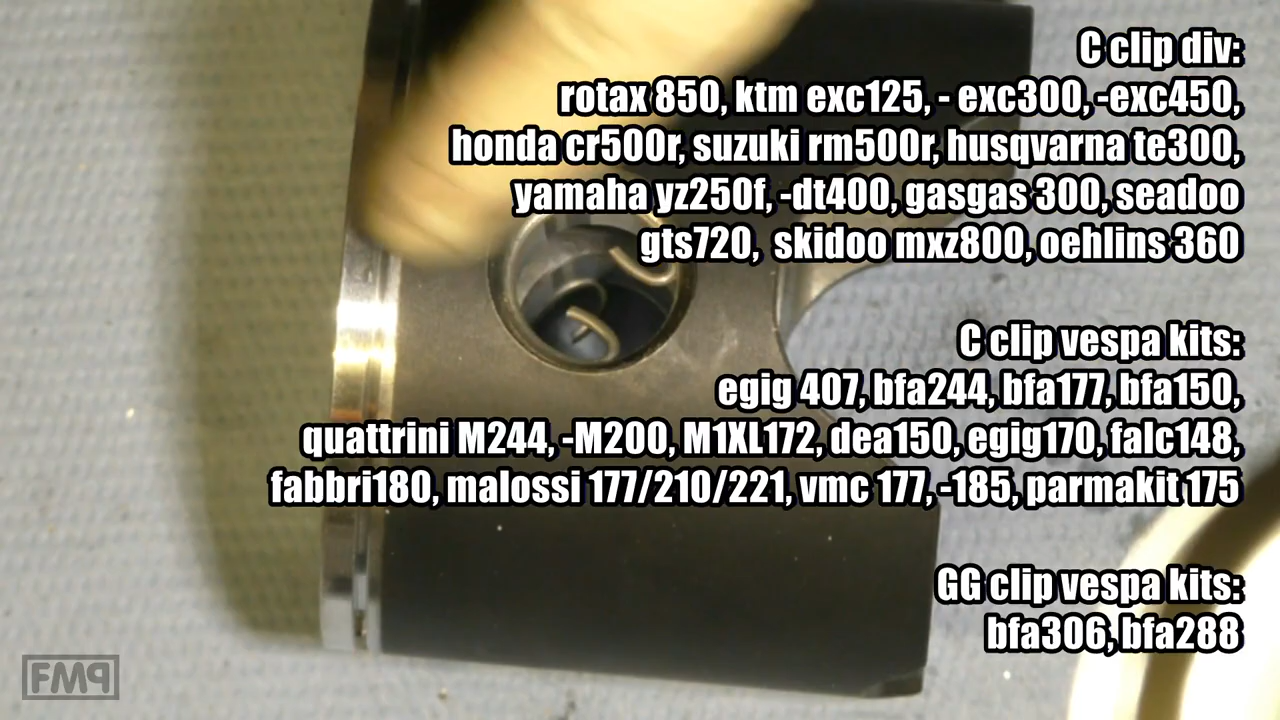 C clip div:
rotax 850, ktm exc125, - exc300, -exc450,
honda cr500r, suzuki rm500r, husqvarna te300,
yamaha yz250f, -dt400, gasgas 300, seadoo
gts720,  skidoo mxz800, oehlins 360
C clip vespa kits:
egig 407, bfa244, bfa177, bfa150,
quattrini M244, -M200, M1XL172, dea150, egig170, falc148,
fabbri180, malossi 177/210/221, vmc 177, -185, parmakit 175
GG clip vespa kits:
bfa306, bfa288
FMP